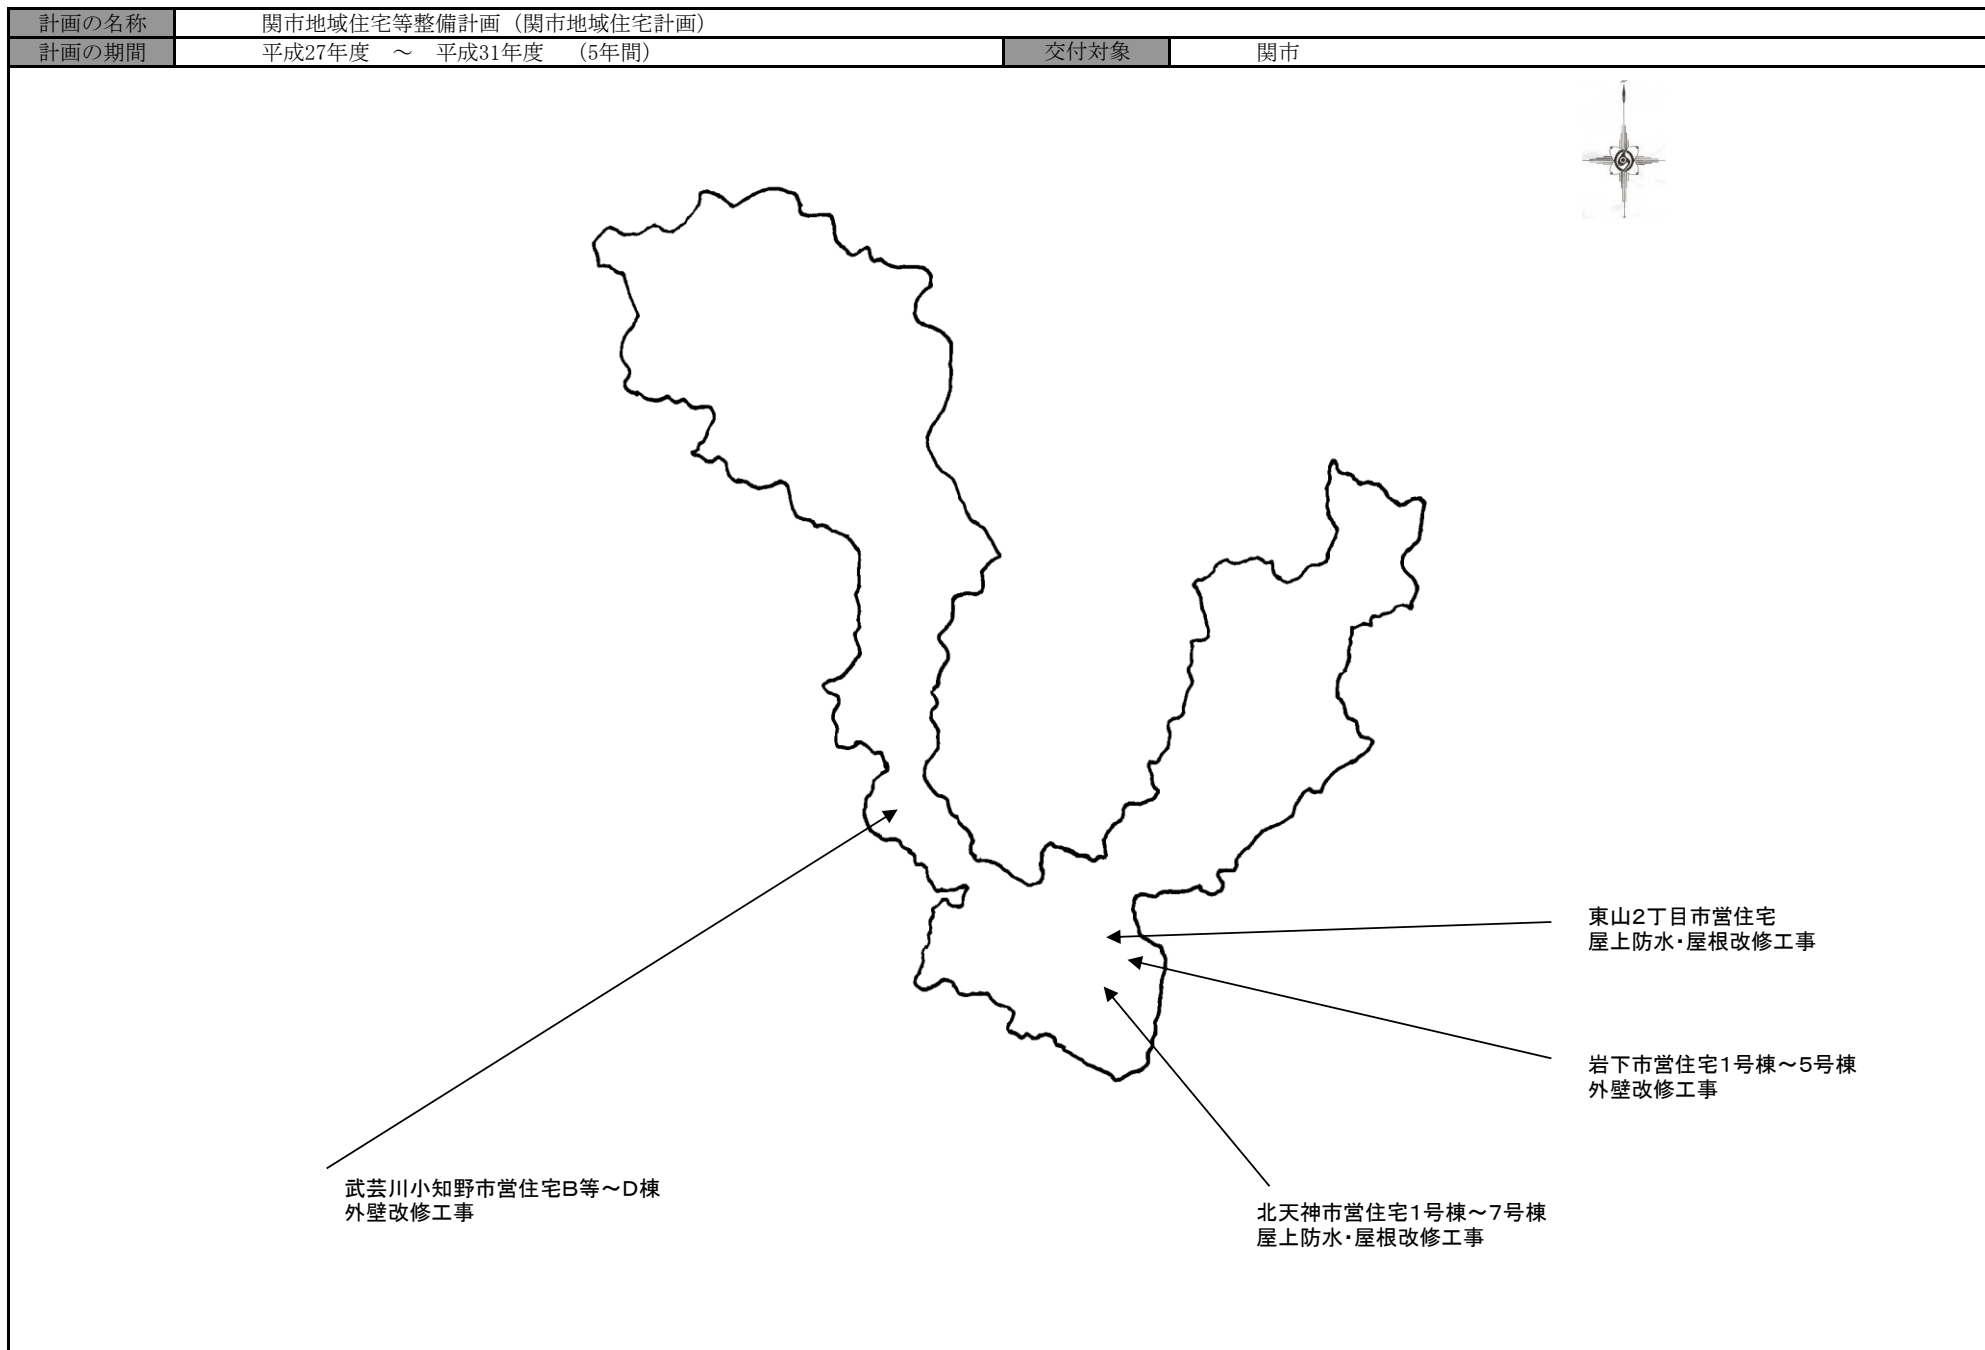 計画の名称 関市地域住宅等整備計画（関市地域住宅計画）
計画の期間 平成27年度 ～ 平成31年度 （5年間） 交付対象 関市
東山2丁目市営住宅
屋上防水・屋根改修工事
岩下市営住宅1号棟～5号棟
外壁改修工事
武芸川小知野市営住宅B等～D棟
外壁改修工事
北天神市営住宅1号棟～7号棟
屋上防水・屋根改修工事